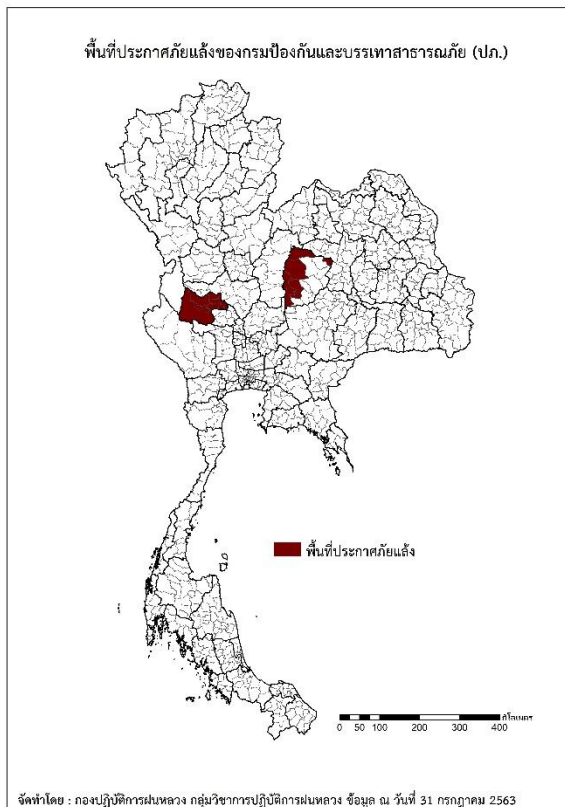 พื้นที่ประกาศภัยแล้งของกรมป้องกันและบรรเทาสาธารณภัย (ปภ.)
พื้นที่ประกาศภัยแล้ง
กิโลเมตร
0 50 100 200 300 400
จัดทำโดย : กองปฏิบัติการฝนหลวง กลุ่มวิชาการปฏิบัติการฝนหลวง ข้อมูล ณ วันที่ 31 กรกฎาคม 2563